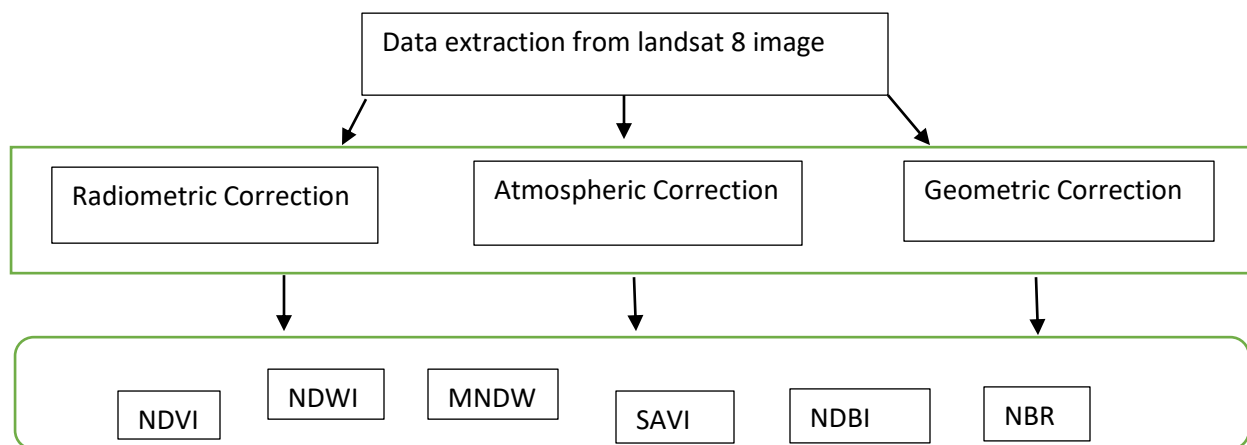 Data extraction from landsat 8 image
Radiometric Correction
Atmospheric Correction
Geometric Correction
NDVI
NDWI
MNDW
SAVI
NDBI
NBR